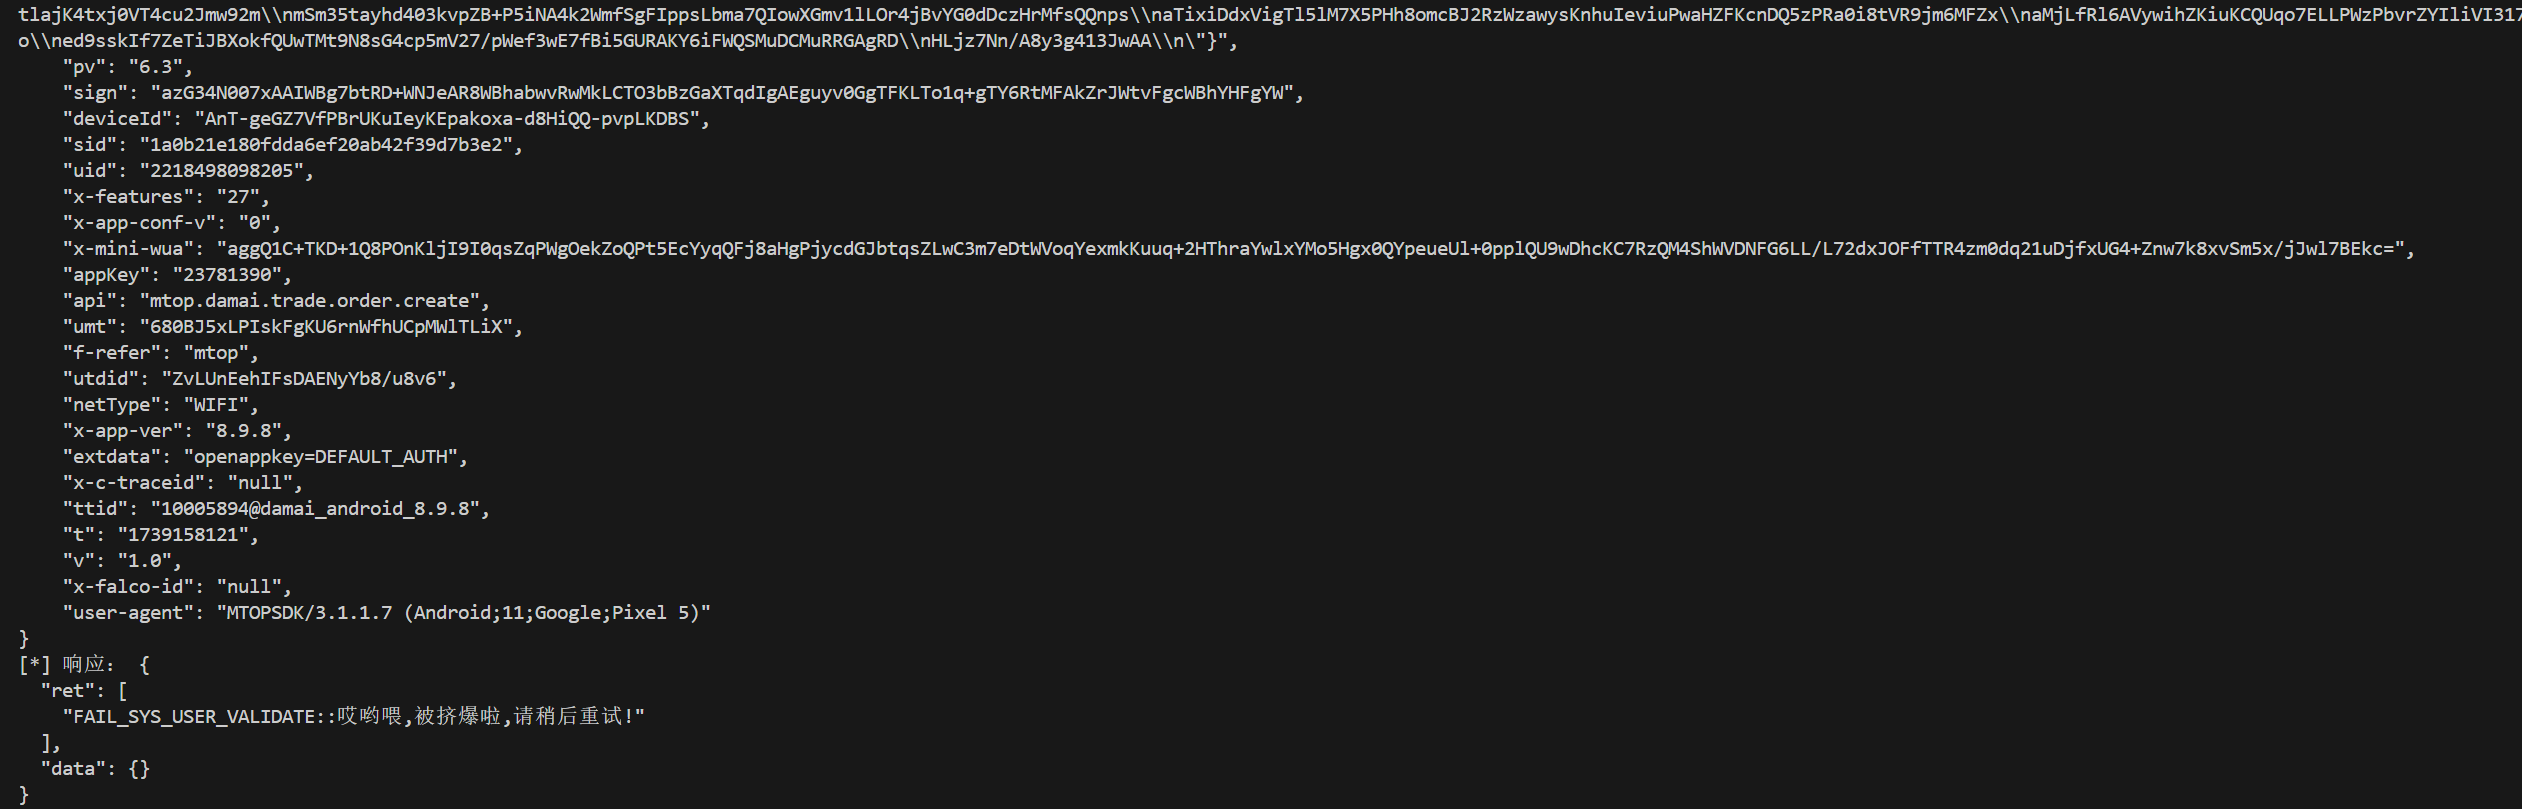 tlajK4txj0VT4cu2Jmw92m\\nmSm35tayhd403kvpZB+P5iNA4k2WmfSgFIppsLbma7QIowXGmv1lLOr4jBvYG0dDczHrMfsQQnps\\naTixiDdxVigTl5lM7X5PHh8omcBJ2RzWzawysKnhuIeviuPwaHZFKcnDQ5zPRa0i8tVR9jm6MFZx\\naMjLfRl6AVywihZKiuKCQUqo7ELLPWzPbvrZYIliVI317
o\\ned9sskIf7ZeTiJBXokfQUwTMt9N8sG4cp5mV27/pWef3wE7fBi5GURAKY6iFWQSMuDCMuRRGAgRD\\nHLjz7Nn/A8y3g413JwAA\\n\"}",
"pv": "6.3",
"sign": "azG34N007xAAIWBg7btRD+WNJeAR8WBhabwvRwMkLCTO3bBzGaXTqdIgAEguyv0GgTFKLTo1q+gTY6RtMFAkZrJWtvFgcWBhYHFgYW",
"deviceId": "AnT-geGZ7VfPBrUKuIeyKEpakoxa-d8HiQQ-pvpLKDBS",
"sid": "1a0b21e180fdda6ef20ab42f39d7b3e2",
"uid": "2218498098205",
"x-features": "27",
"x-app-conf-v": "0",
"x-mini-wua": "aggQ1C+TKD+1Q8POnKljI9I0qsZqPWgOekZoQPt5EcYyqQFj8aHgPjycdGJbtqsZLwC3m7eDtWVoqYexmkKuuq+2HThraYwlxYMo5Hgx0QYpeueUl+0pplQU9wDhcKC7RzQM4ShWVDNFG6LL/L72dxJOFfTTR4zm0dq21uDjfxUG4+Znw7k8xvSm5x/jJwl7BEkc=",
"appKey": "23781390",
"api": "mtop.damai.trade.order.create",
"umt": "680BJ5xLPIskFgKU6rnWfhUCpMWlTLiX",
"f-refer": "mtop",
"utdid": "ZvLUnEehIFsDAENyYb8/u8v6",
"netType": "WIFI",
"x-app-ver": "8.9.8",
"extdata": "openappkey=DEFAULT_AUTH",
"x-c-traceid": "null",
"ttid": "10005894@damai_android_8.9.8",
"t": "1739158121",
"v": "1.0",
"x-falco-id": "null",
"user-agent": "MTOPSDK/3.1.1.7 (Android;11;Google;Pixel 5)"
}
[*] 响应： {
"ret": [
"FAIL_SYS_USER_VALIDATE::哎哟喂,被挤爆啦,请稍后重试!"
],
"data": {}
}